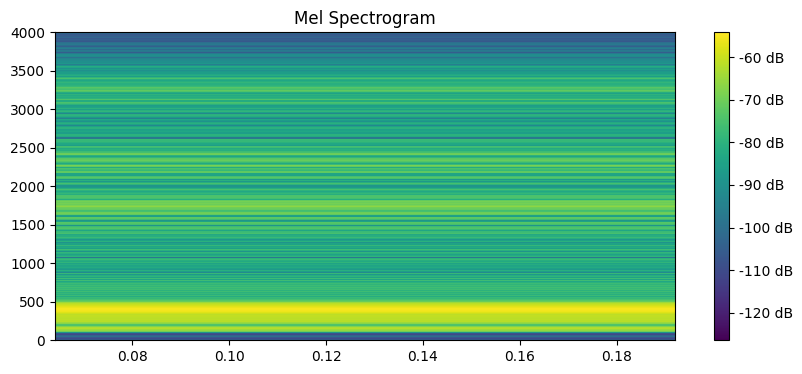 Mel Spectrogram
4000
3500
3000
2500
2000
1500
1000
500
0
0.08 0.10 0.12 0.14 0.16 0.18
-60 dB
-70 dB
-80 dB
-90 dB
-100 dB
-110 dB
-120 dB